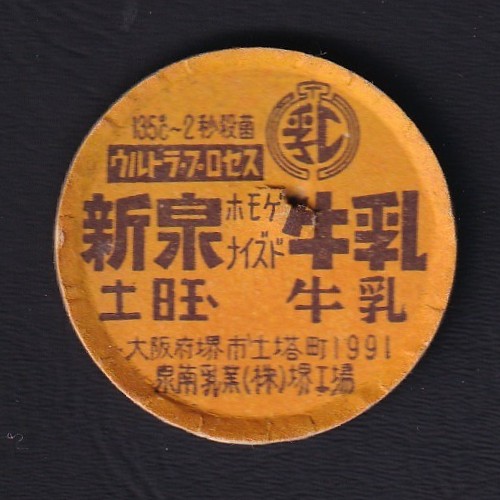 乳
135℃~2秒殺菌
ウルトラ・プロセス
新泉 ホモゲナイズド 牛乳
土旺、 牛乳
大阪府堺市土塔町1991
泉南乳業(株)堺工場